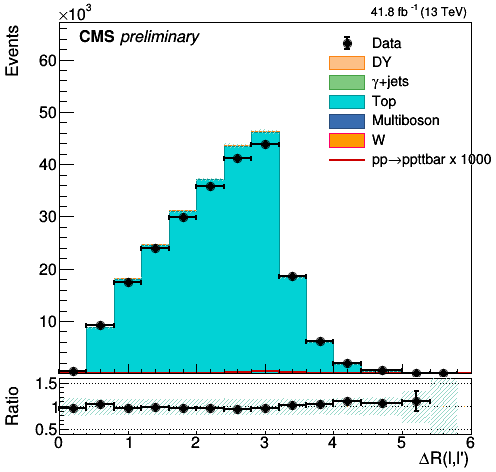 ×10³
41.8 fb⁻¹ (13 TeV)
CMS preliminary
Events
60
50
40
30
20
10
0
Data
DY
γ+jets
Top
Multiboson
W
pp→ppttbar x 1000
Ratio
1.5
1
0.5
0 1 2 3 4 5 6
ΔR(l,l')